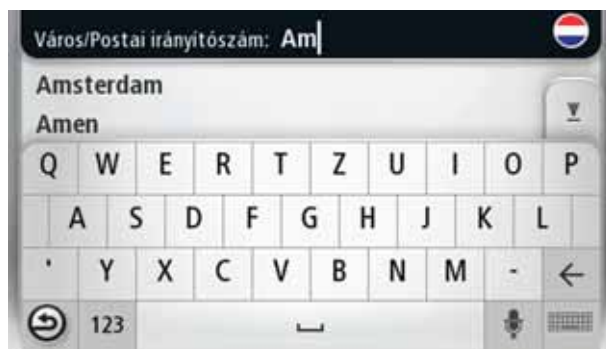 Város/Postai irányítószám: Am
Amsterdam
Amen
Q W E R T Z U I O P
A S D F G H J K L
' Y X C V B N M -
123